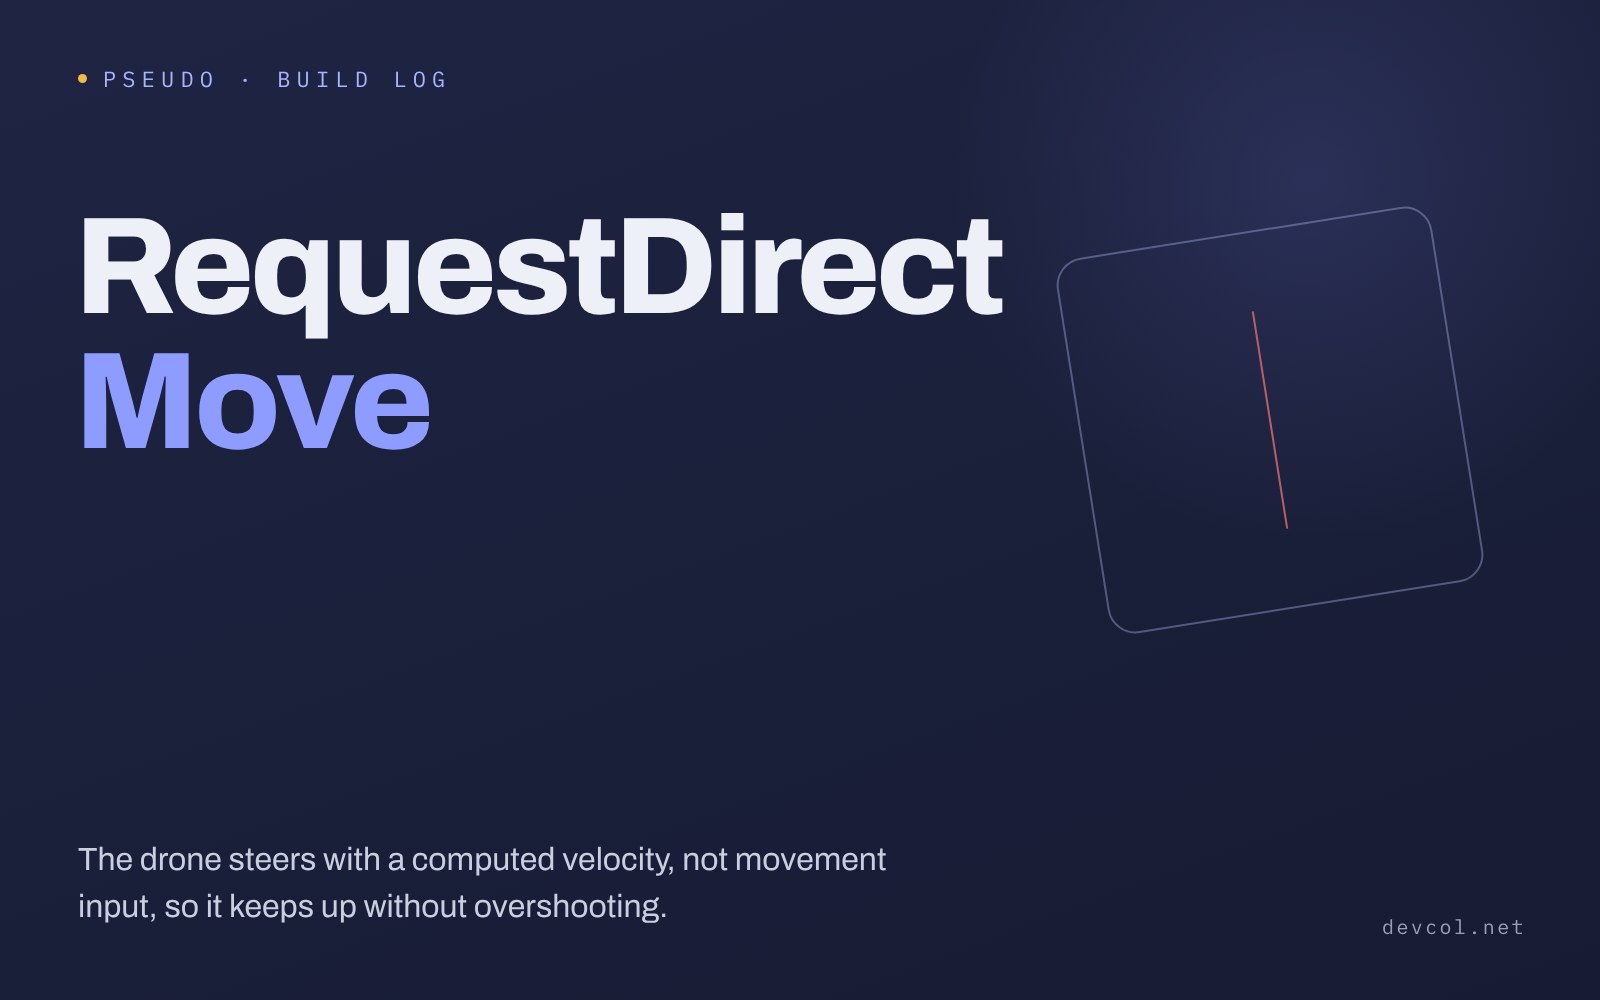 PSEUDO · BUILD LOG
RequestDirect
Move
The drone steers with a computed velocity, not movement
input, so it keeps up without overshooting.
devcol.net